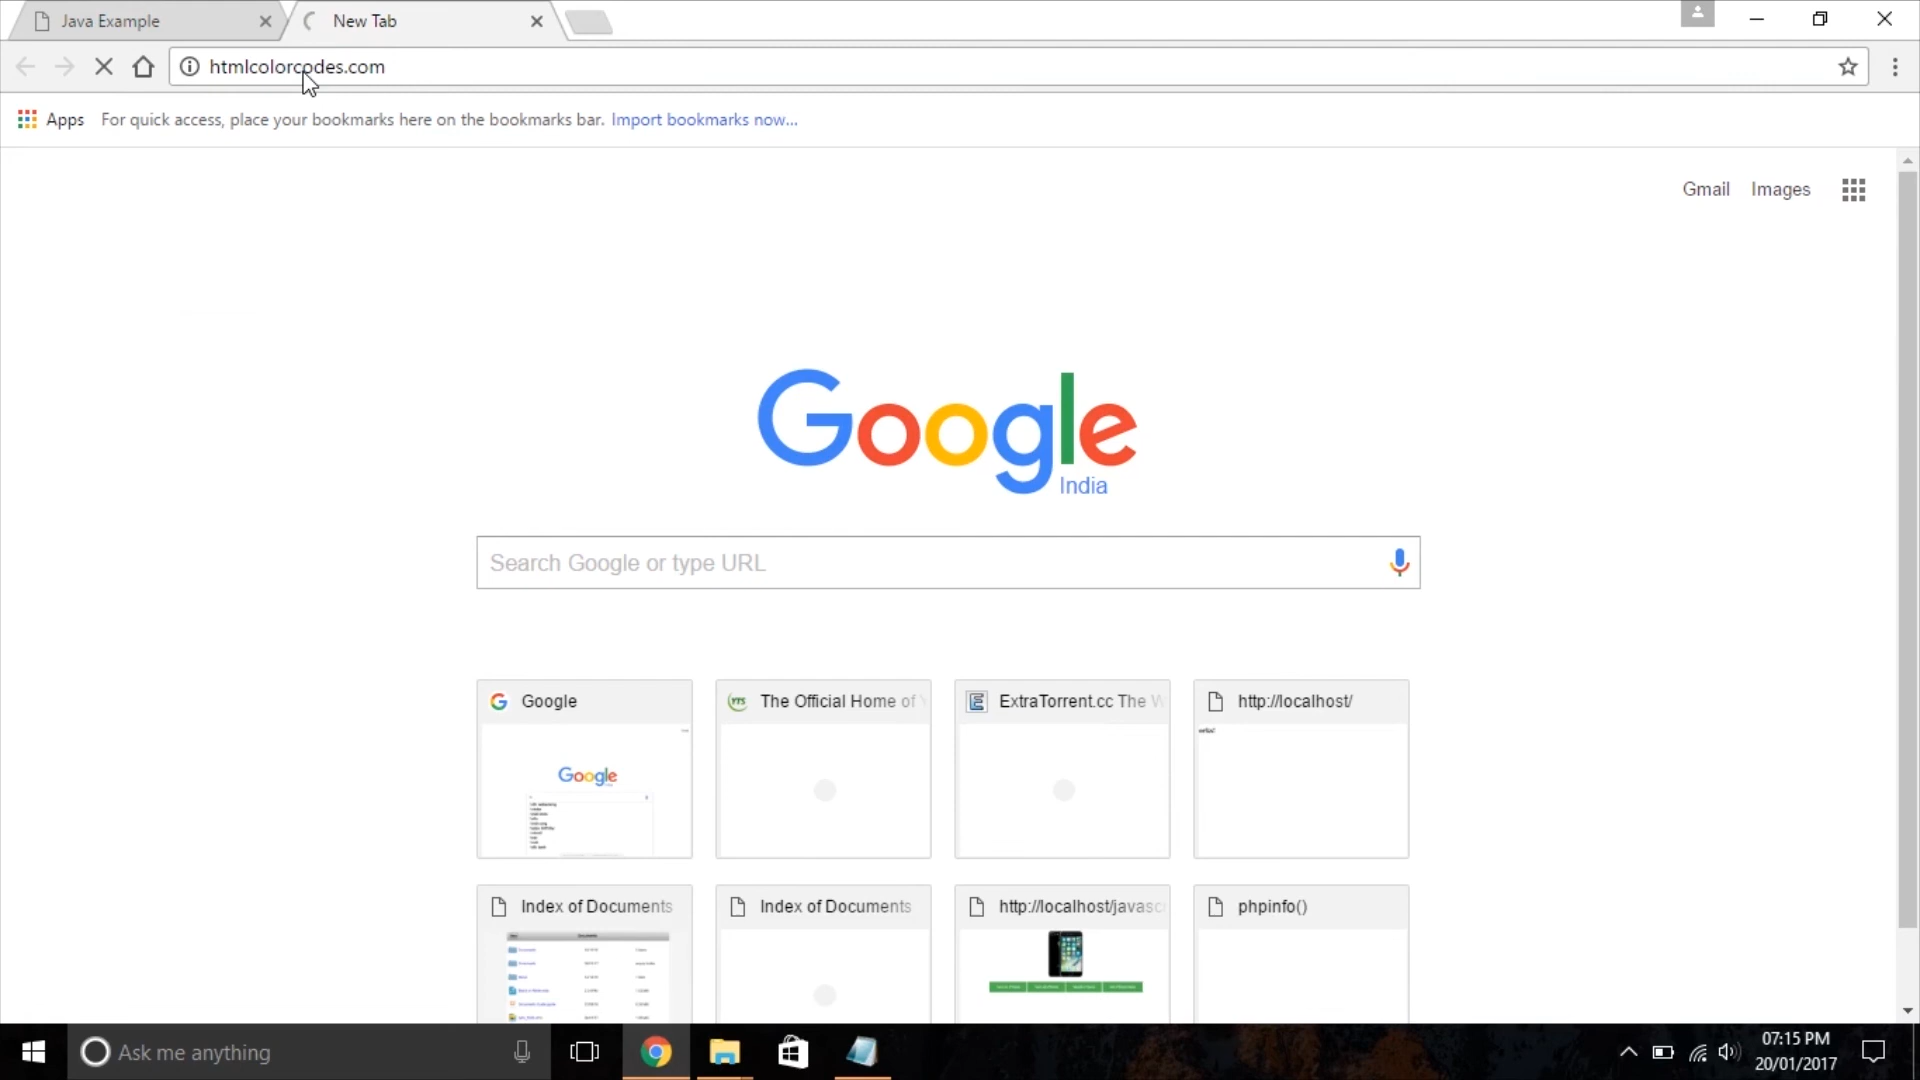 Java Example
New Tab
htmlcolorcodes.com
Apps For quick access, place your bookmarks here on the bookmarks bar. Import bookmarks now...
Gmail Images
Google
India
Search Google or type URL
Google
The Official Home of
ExtraTorrent.cc The
http://localhost/
Google
Index of Documents
Index of Documents
http://localhost/javasc
phpinfo()
Ask me anything
07:15 PM
20/01/2017